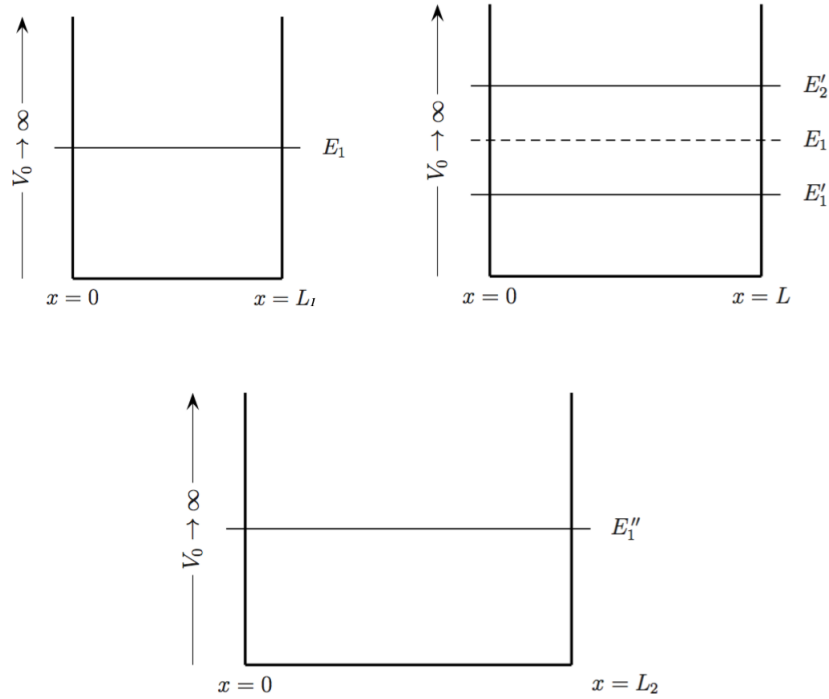 V₀ → ∞
E₁
x = 0
x = L₁
V₀ → ∞
E′₂
E₁
E′₁
x = 0
x = L
V₀ → ∞
E″₁
x = 0
x = L₂